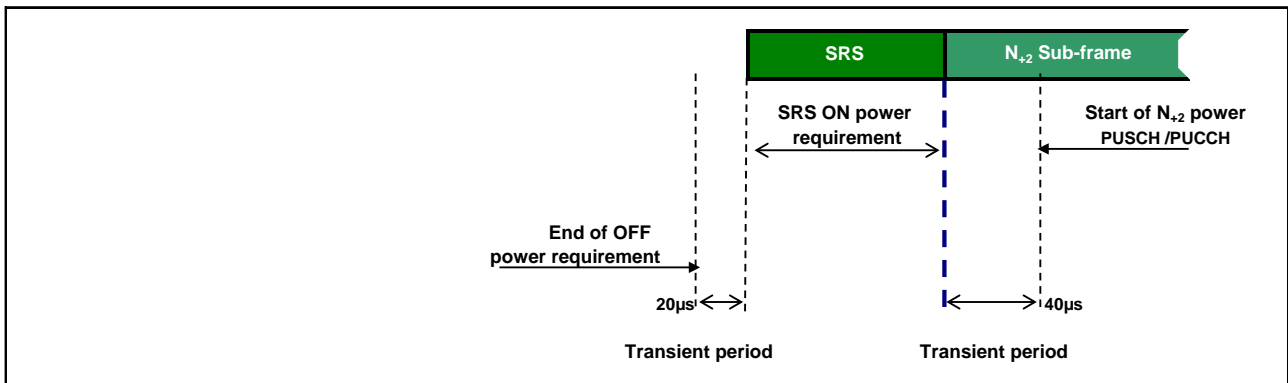 SRS
N+2 Sub-frame
SRS ON power
requirement
Start of N+2 power
PUSCH /PUCCH
End of OFF
power requirement
20µs
40µs
Transient period
Transient period